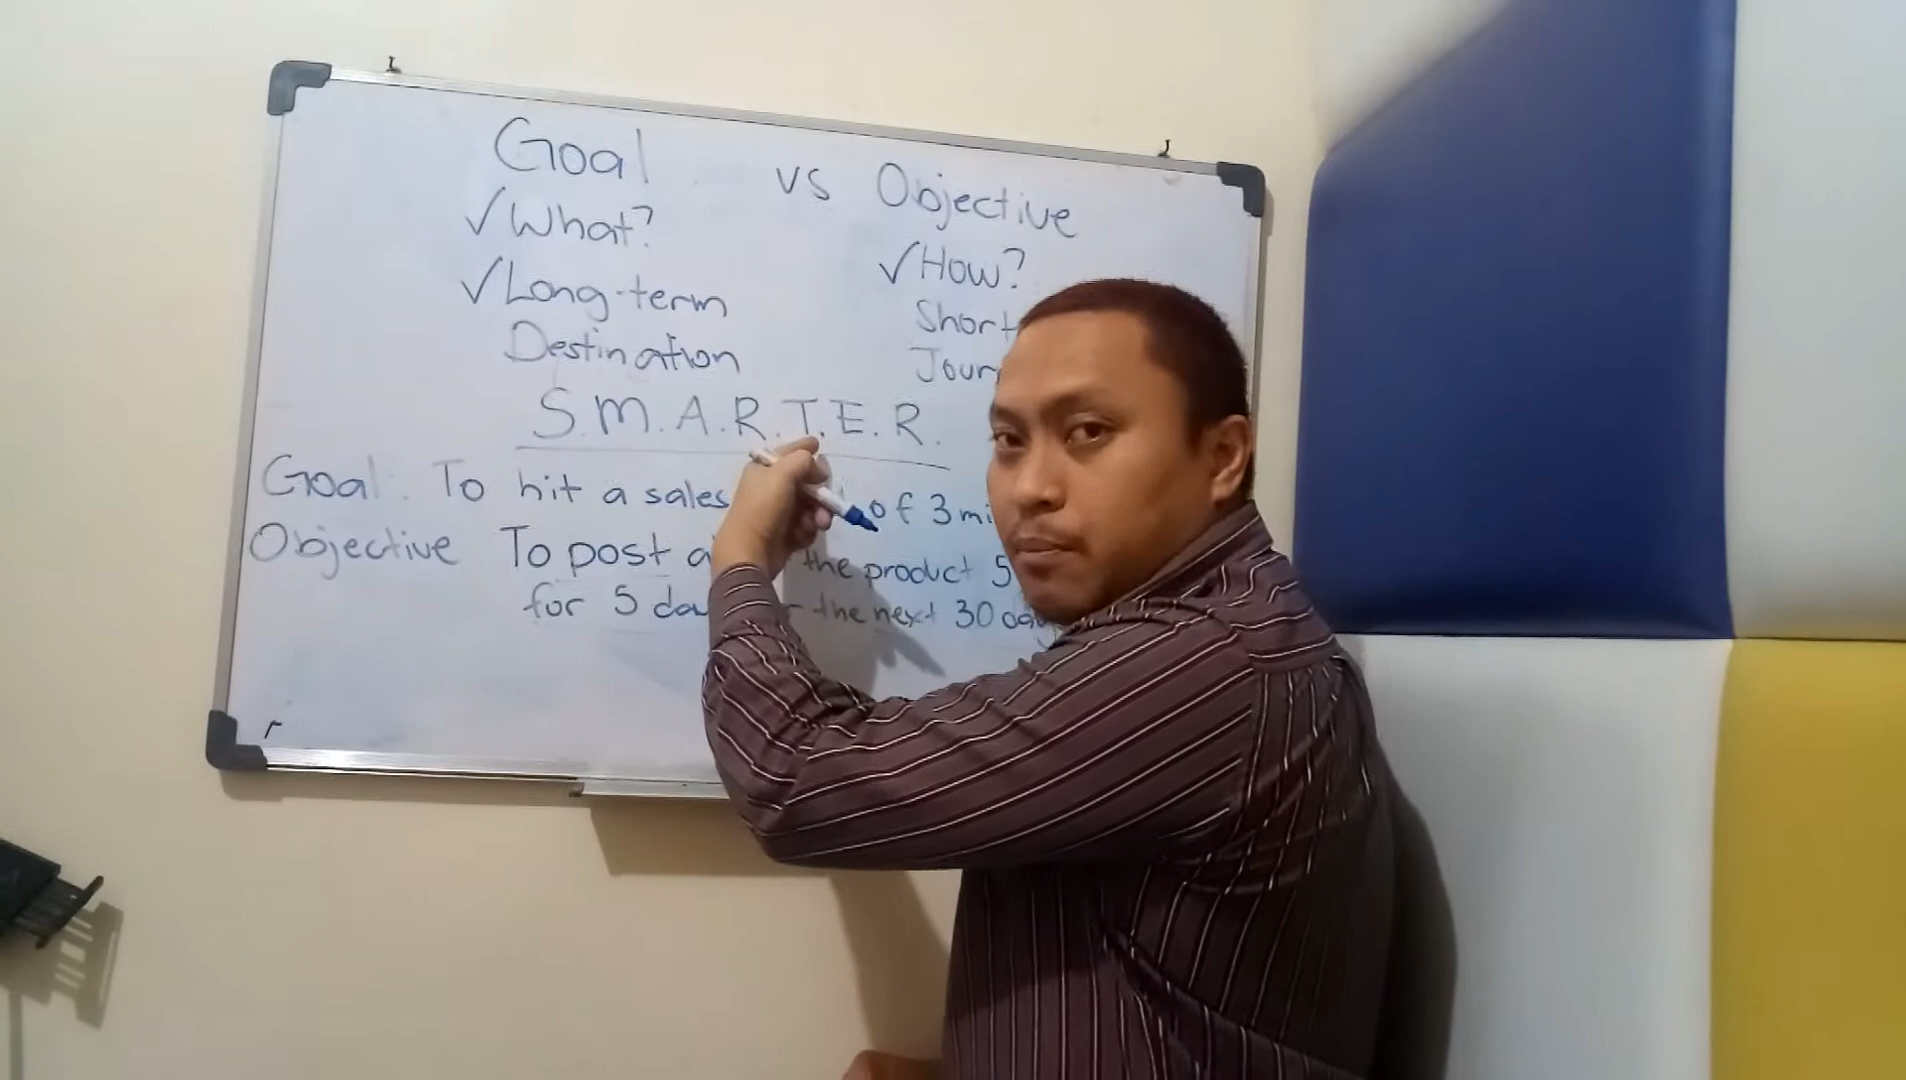 Goal vs Objective
✓What? ✓How?
✓Long-term Short
Destination Jour
S.M.A.R.T.E.R.
Goal: To hit a sales of 3 mi
Objective To post a the product 5
for 5 da the next 30 day